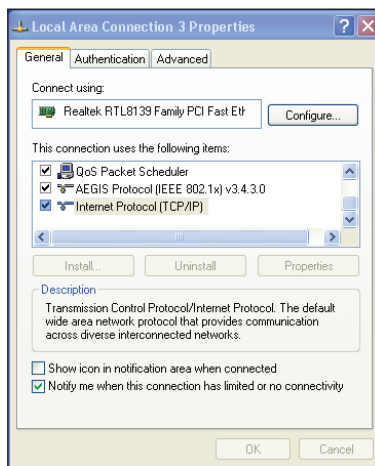 Local Area Connection 3 Properties
General Authentication Advanced
Connect using:
Realtek RTL8139 Family PCI Fast Eth
Configure...
This connection uses the following items:
QoS Packet Scheduler
AEGIS Protocol (IEEE 802.1x) v3.4.3.0
Internet Protocol (TCP/IP)
Install... Uninstall Properties
Description
Transmission Control Protocol/Internet Protocol. The default
wide area network protocol that provides communication
across diverse interconnected networks.
Show icon in notification area when connected
Notify me when this connection has limited or no connectivity
OK Cancel